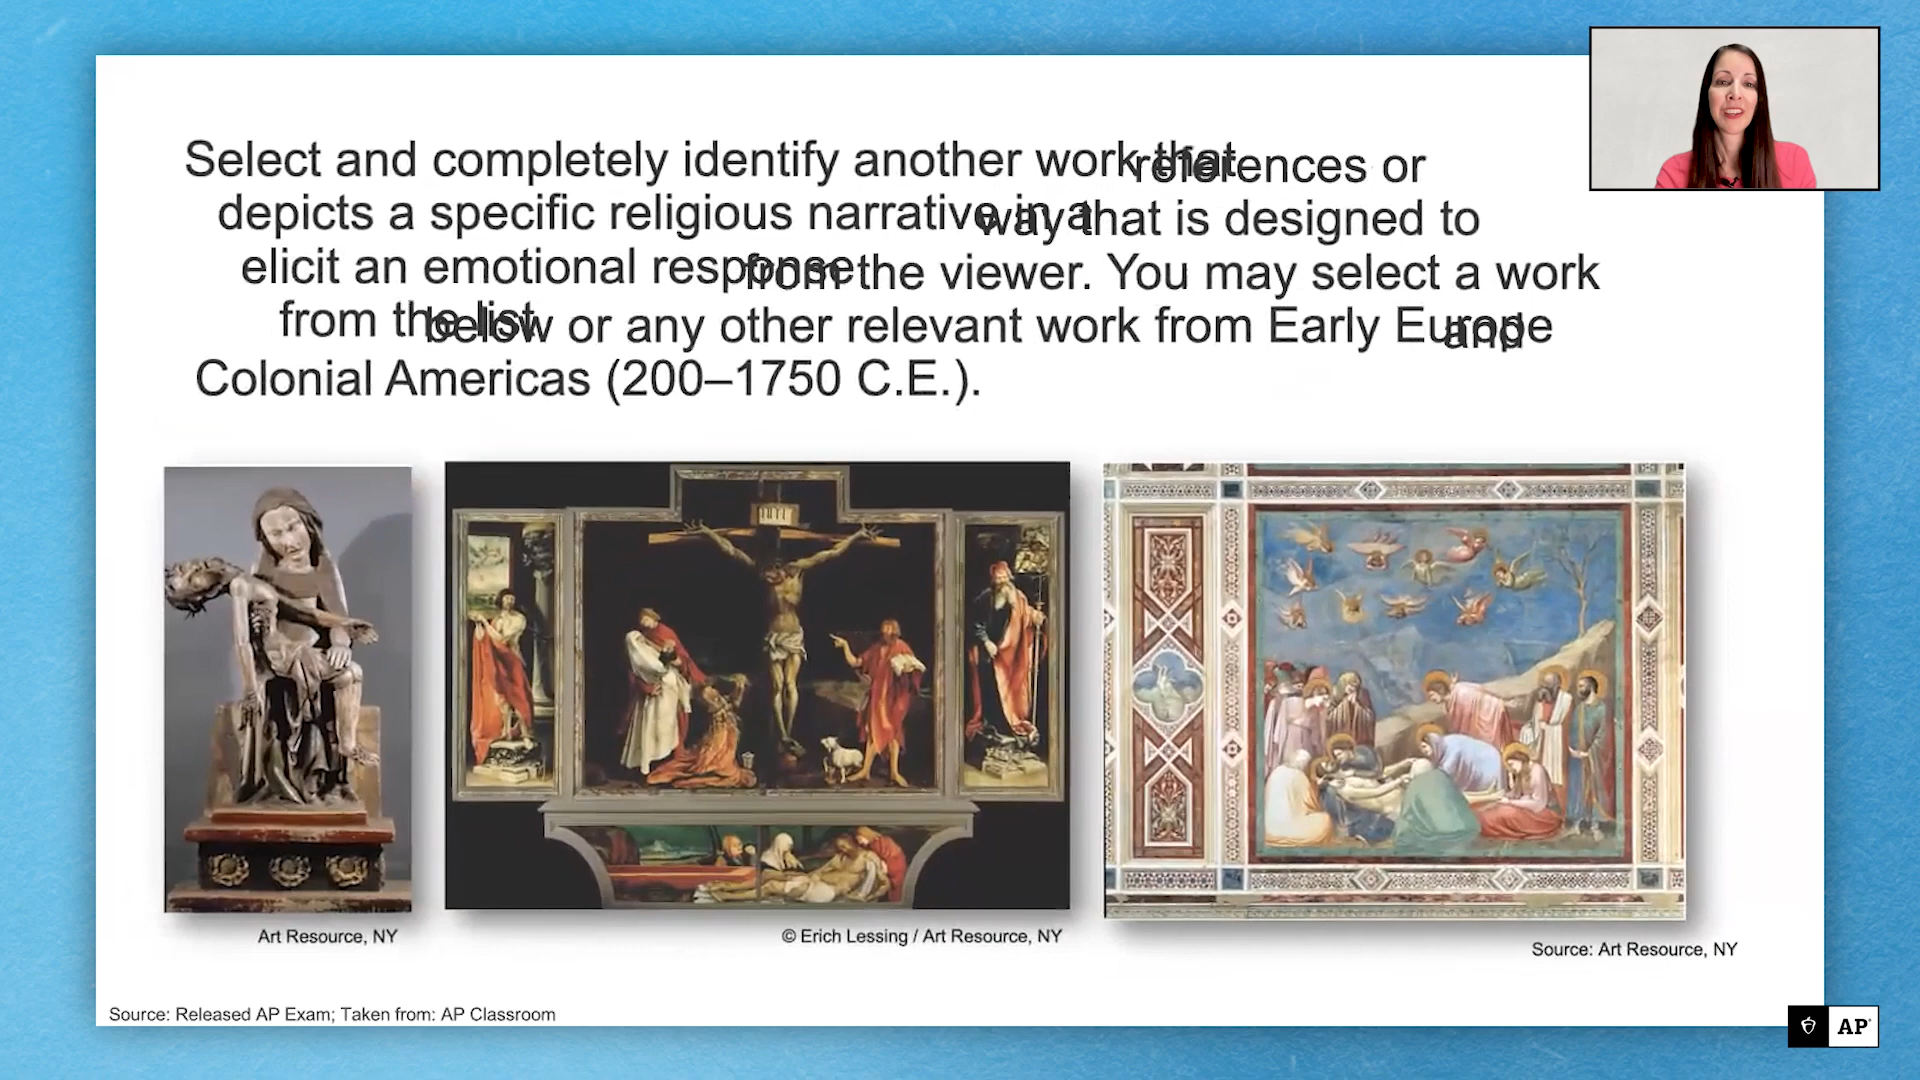 Select and completely identify another work that references or
depicts a specific religious narrative in a way that is designed to
elicit an emotional response from the viewer. You may select a work
from the list below or any other relevant work from Early Europe and
Colonial Americas (200–1750 C.E.).
Art Resource, NY
© Erich Lessing / Art Resource, NY
Source: Art Resource, NY
Source: Released AP Exam; Taken from: AP Classroom
AP